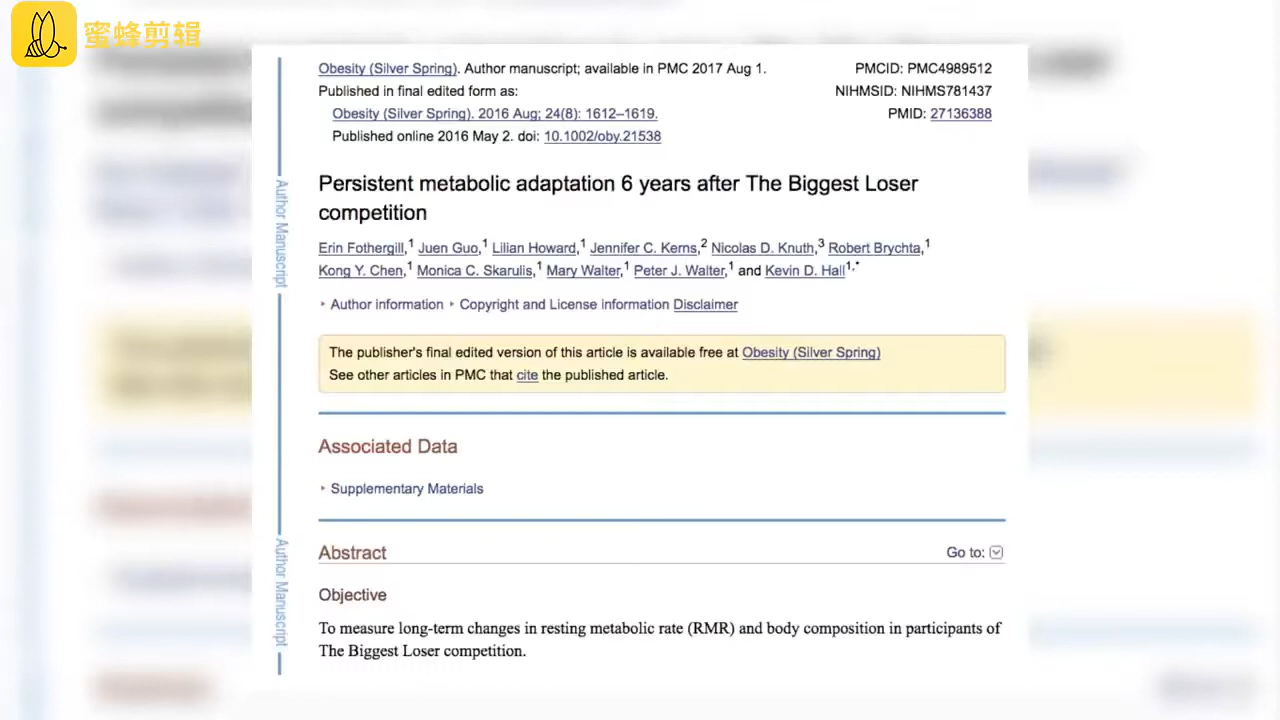 蜜蜂剪辑
Obesity (Silver Spring). Author manuscript; available in PMC 2017 Aug 1.
PMCID: PMC4989512
Published in final edited form as:
NIHMSID: NIHMS781437
Obesity (Silver Spring). 2016 Aug; 24(8): 1612–1619.
PMID: 27136388
Published online 2016 May 2. doi: 10.1002/oby.21538
Author Manuscript
Persistent metabolic adaptation 6 years after The Biggest Loser
competition
Erin Fothergill,1 Juen Guo,1 Lilian Howard,1 Jennifer C. Kerns,2 Nicolas D. Knuth,3 Robert Brychta,1
Kong Y. Chen,1 Monica C. Skarulis,1 Mary Walter,1 Peter J. Walter,1 and Kevin D. Hall1,*
‣ Author information ‣ Copyright and License information Disclaimer
The publisher's final edited version of this article is available free at Obesity (Silver Spring)
See other articles in PMC that cite the published article.
Associated Data
‣ Supplementary Materials
Abstract
Go to:
Author Manuscript
Objective
To measure long-term changes in resting metabolic rate (RMR) and body composition in participants of
The Biggest Loser competition.